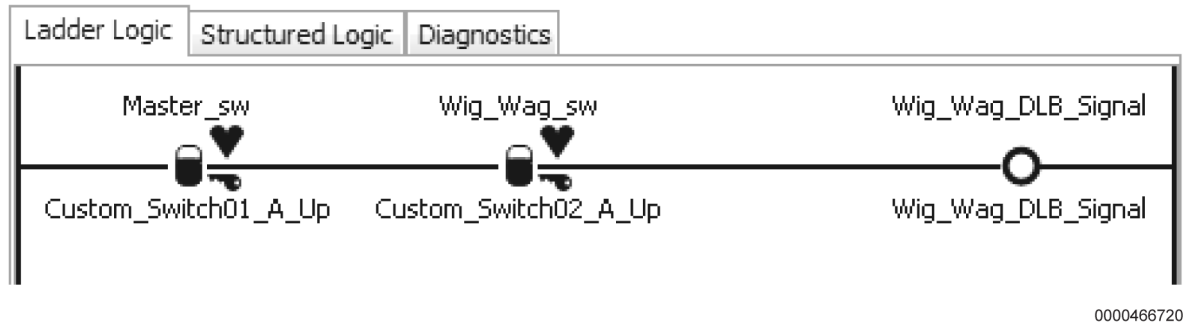 Ladder Logic Structured Logic Diagnostics
Master_sw Wig_Wag_sw Wig_Wag_DLB_Signal
Custom_Switch01_A_Up Custom_Switch02_A_Up Wig_Wag_DLB_Signal
0000466720